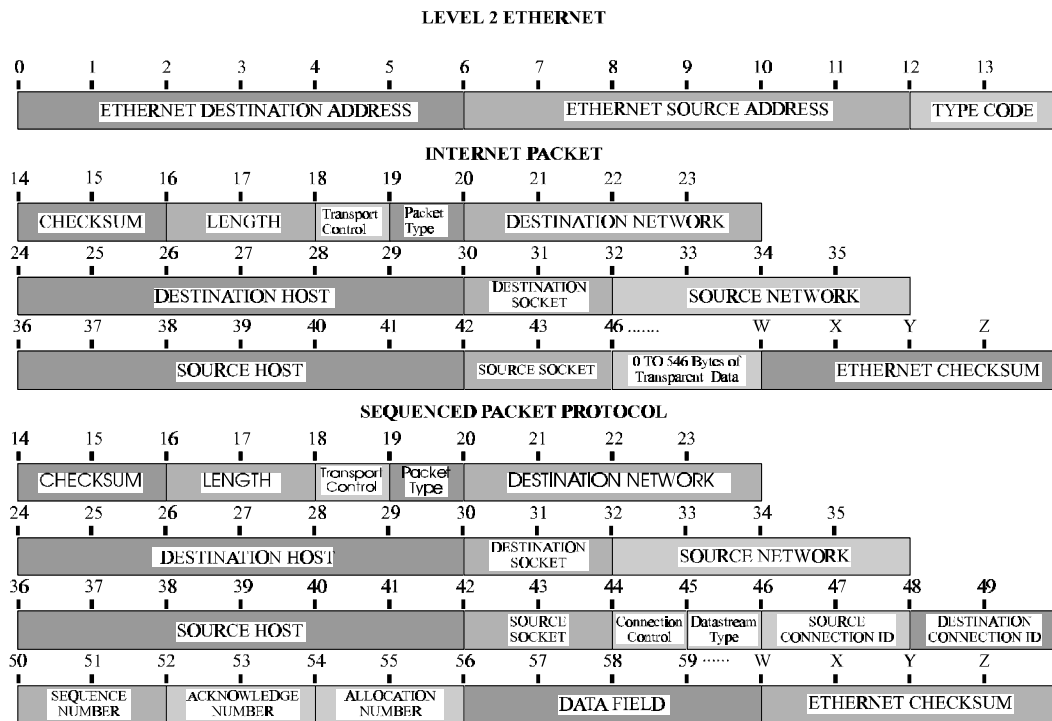 LEVEL 2 ETHERNET
0 1 2 3 4 5 6 7 8 9 10 11 12 13
ETHERNET DESTINATION ADDRESS ETHERNET SOURCE ADDRESS TYPE CODE
INTERNET PACKET
14 15 16 17 18 19 20 21 22 23
CHECKSUM LENGTH Transport Control Packet Type DESTINATION NETWORK
24 25 26 27 28 29 30 31 32 33 34 35
DESTINATION HOST DESTINATION SOCKET SOURCE NETWORK
36 37 38 39 40 41 42 43 46 ....... W X Y Z
SOURCE HOST SOURCE SOCKET 0 TO 546 Bytes of Transparent Data ETHERNET CHECKSUM
SEQUENCED PACKET PROTOCOL
14 15 16 17 18 19 20 21 22 23
CHECKSUM LENGTH Transport Control Packet Type DESTINATION NETWORK
24 25 26 27 28 29 30 31 32 33 34 35
DESTINATION HOST DESTINATION SOCKET SOURCE NETWORK
36 37 38 39 40 41 42 43 44 45 46 47 48 49
SOURCE HOST SOURCE SOCKET Connection Control Datastream Type SOURCE CONNECTION ID DESTINATION CONNECTION ID
50 51 52 53 54 55 56 57 58 59 ...... W X Y Z
SEQUENCE NUMBER ACKNOWLEDGE NUMBER ALLOCATION NUMBER DATA FIELD ETHERNET CHECKSUM